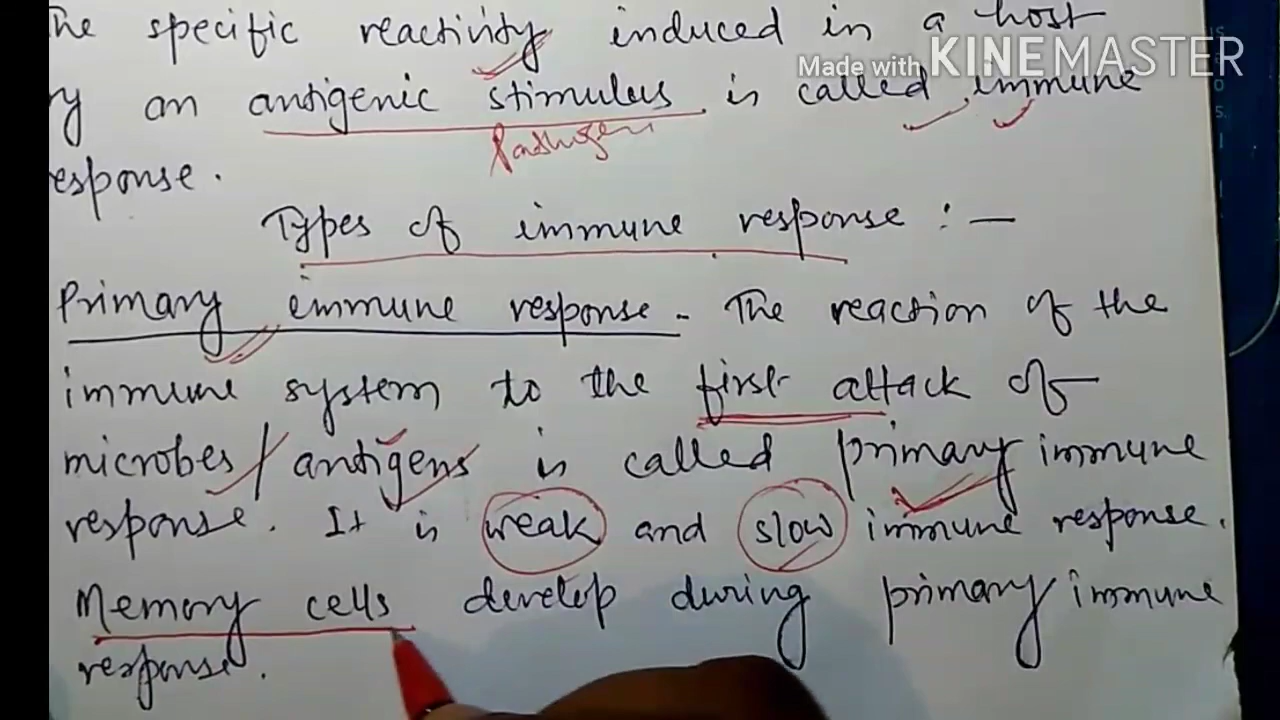 The specific reactivity induced in a host
Made with KINEMASTER
y an antigenic stimulus is called immune
Pathogen
esponse.
Types of immune response : —
Primary immune response - The reaction of the
immune system to the first attack of
microbes / antigens is called primary immune
response. It is weak and slow immune response.
Memory cells develop during primary immune
response.